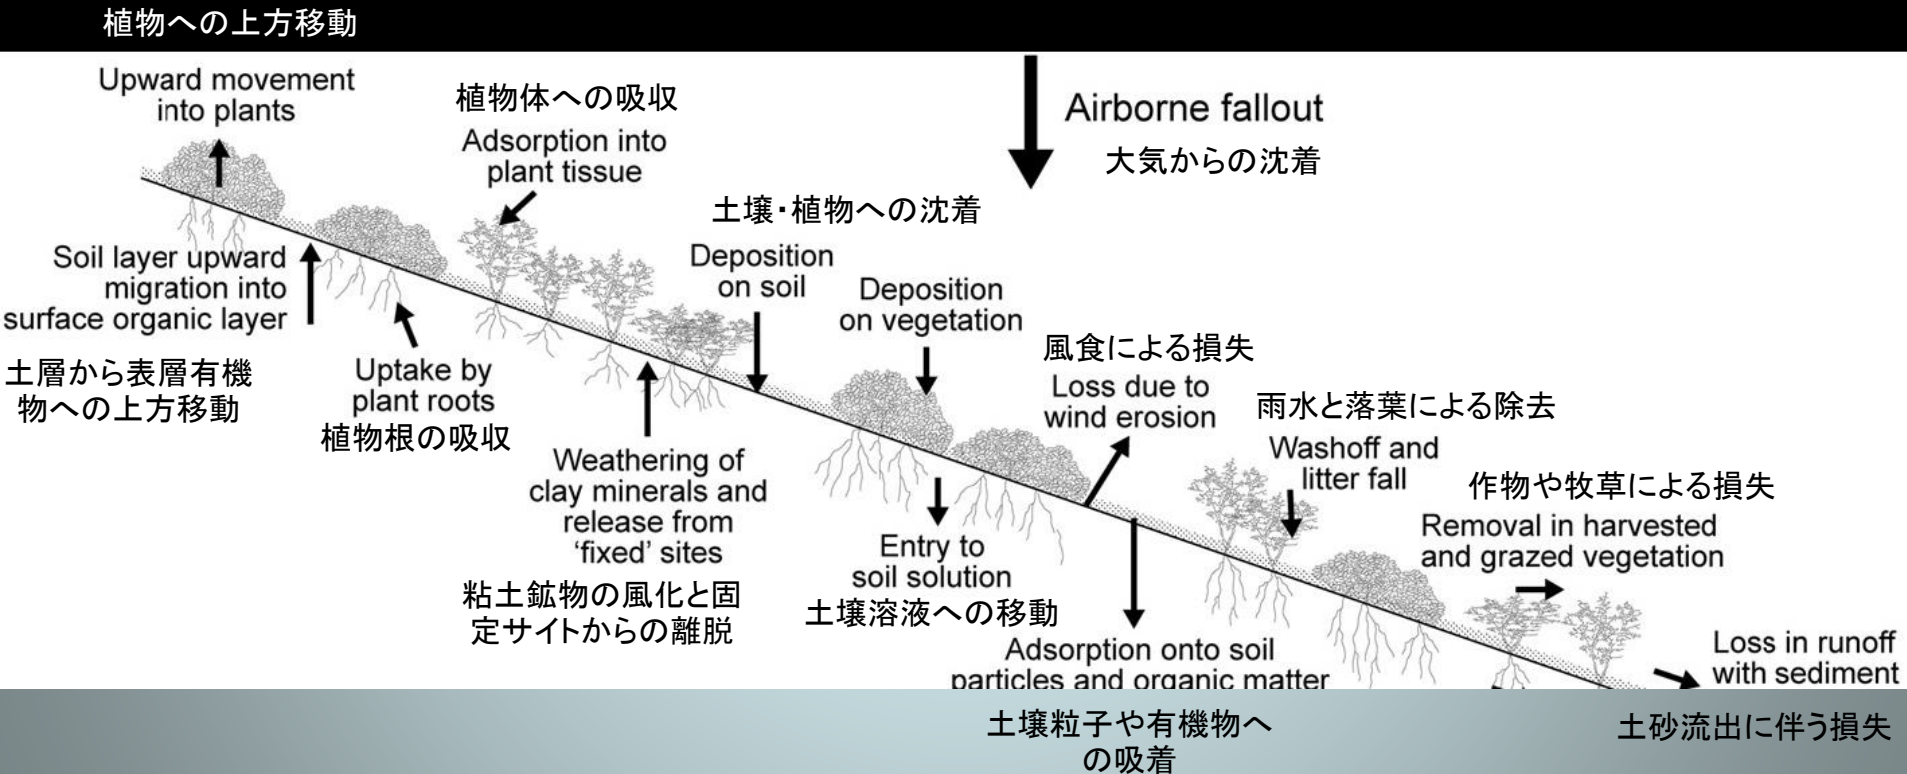 植物への上方移動
Upward movement
into plants
植物体への吸収
Adsorption into
plant tissue
Airborne fallout
大気からの沈着
土壌・植物への沈着
Deposition
on soil
Deposition
on vegetation
Soil layer upward
migration into
surface organic layer
土層から表層有機
物への上方移動
Uptake by
plant roots
植物根の吸収
風食による損失
Loss due to
wind erosion
雨水と落葉による除去
Washoff and
litter fall
作物や牧草による損失
Removal in harvested
and grazed vegetation
Weathering of
clay minerals and
release from
‘fixed’ sites
粘土鉱物の風化と固
定サイトからの離脱
Entry to
soil solution
土壌溶液への移動
Adsorption onto soil
particles and organic matter
土壌粒子や有機物へ
の吸着
Loss in runoff
with sediment
土砂流出に伴う損失